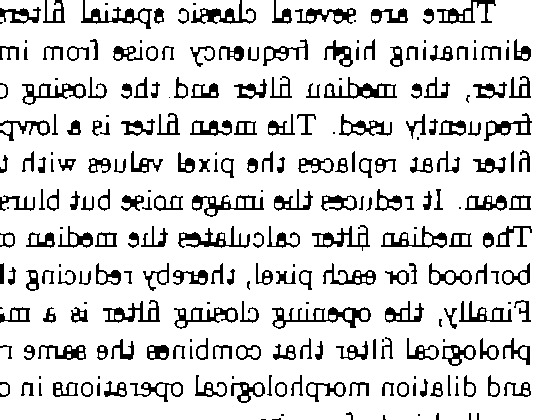 There are several classic spatial filters
eliminating high frequency noise from im
filter, the median filter and the closing o
frequently used. The mean filter is a lowp
filter that replaces the pixel values with t
mean. It reduces the image noise but blurs
The median filter calculates the median o
borhood for each pixel, thereby reducing th
Finally, the opening closing filter is a ma
phological filter that combines the same n
and dilation morphological operations in o